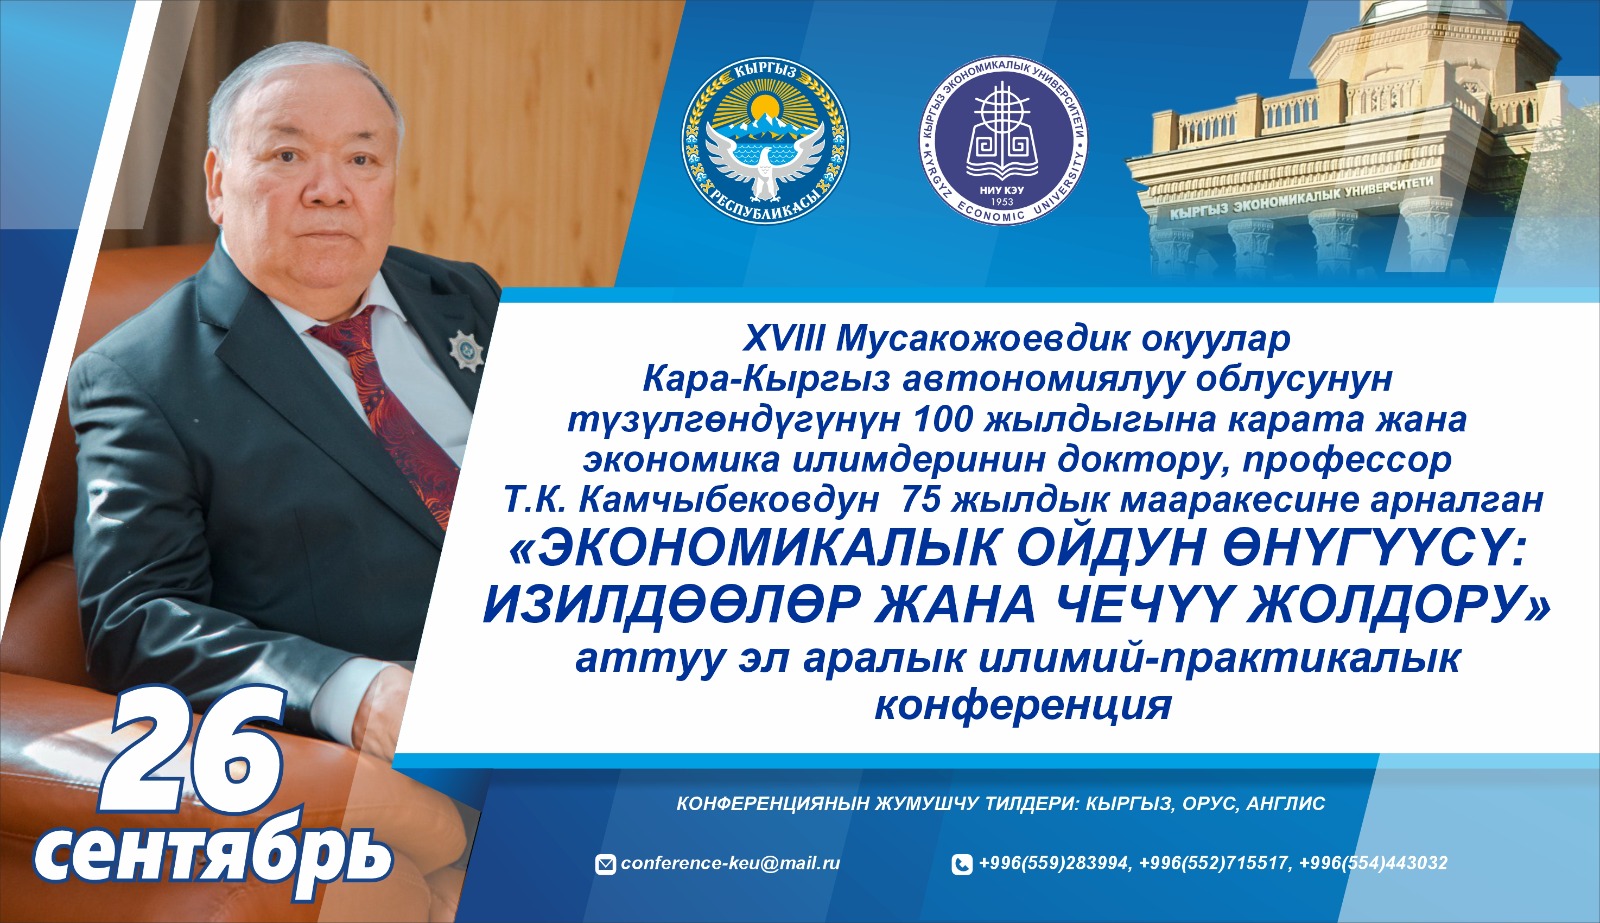 КЫРГЫЗ
РЕСПУБЛИКАСЫ
КЫРГЫЗ ЭКОНОМИКАЛЫК УНИВЕРСИТЕТИ
НИУ КЭУ
1953
KYRGYZ ECONOMIC UNIVERSITY
КЫРГЫЗ ЭКОНОМИКАЛЫК УНИВЕРСИТЕТИ
XVIII Мусакожоевдик окуулар
Кара-Кыргыз автономиялуу облусунун
түзүлгөндүгүнүн 100 жылдыгына карата жана
экономика илимдеринин доктору, профессор
Т.К. Камчыбековдун 75 жылдык мааракесине арналган
«ЭКОНОМИКАЛЫК ОЙДУН ӨНҮГҮҮСҮ:
ИЗИЛДӨӨЛӨР ЖАНА ЧЕЧҮҮ ЖОЛДОРУ»
аттуу эл аралык илимий-практикалык
конференция
26
сентябрь
КОНФЕРЕНЦИЯНЫН ЖУМУШЧУ ТИЛДЕРИ: КЫРГЫЗ, ОРУС, АНГЛИС
conference-keu@mail.ru
+996(559)283994, +996(552)715517, +996(554)443032